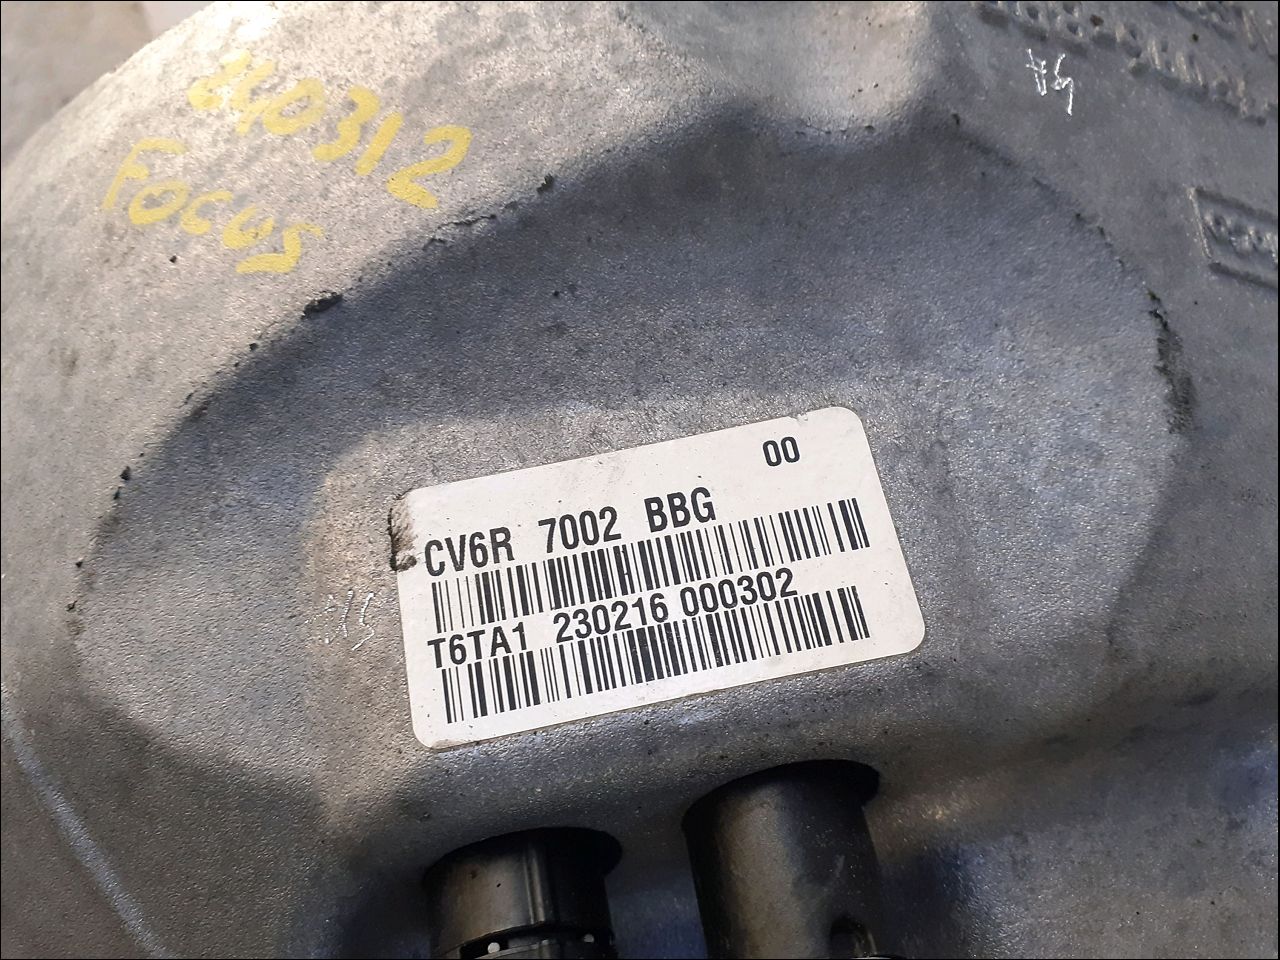 240312
FOCUS
00
CV6R 7002 BBG
T6TA1 230216 000302